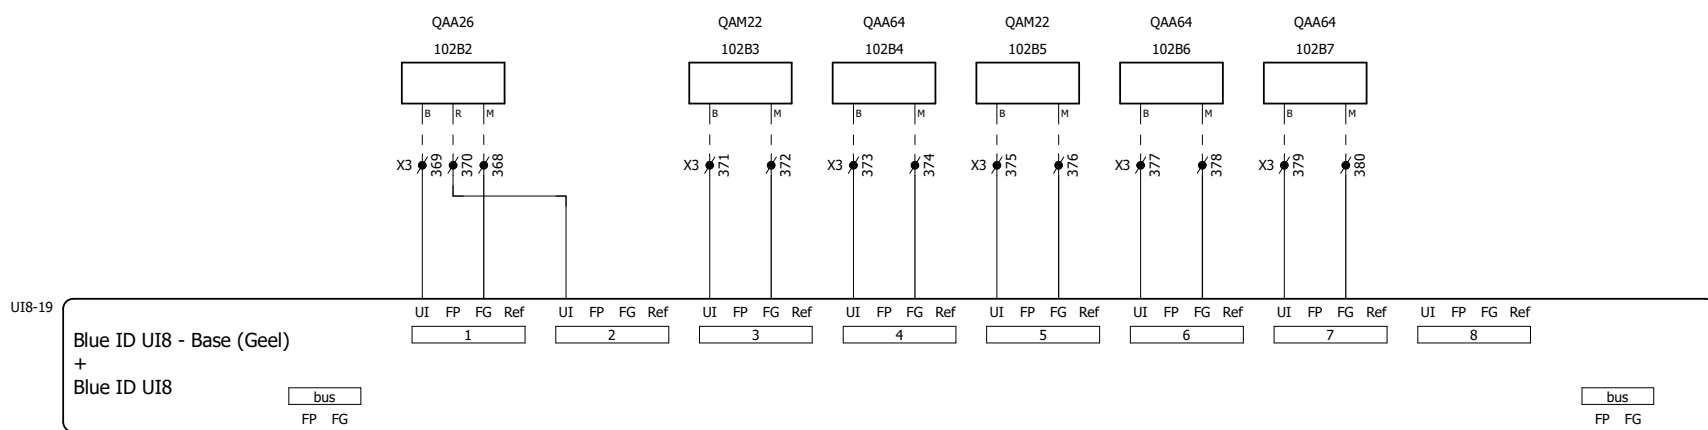 QAA26 QAM22 QAA64 QAM22 QAA64 QAA64
102B2 102B3 102B4 102B5 102B6 102B7
B R M B M B M B M B M B M
X3 369 370 368 X3 371 372 X3 373 374 X3 375 376 X3 377 378 X3 379 380
UI8-19
UI FP FG Ref UI FP FG Ref UI FP FG Ref UI FP FG Ref UI FP FG Ref UI FP FG Ref UI FP FG Ref UI FP FG Ref
1 2 3 4 5 6 7 8
Blue ID UI8 - Base (Geel)
+
Blue ID UI8
bus bus
FP FG FP FG